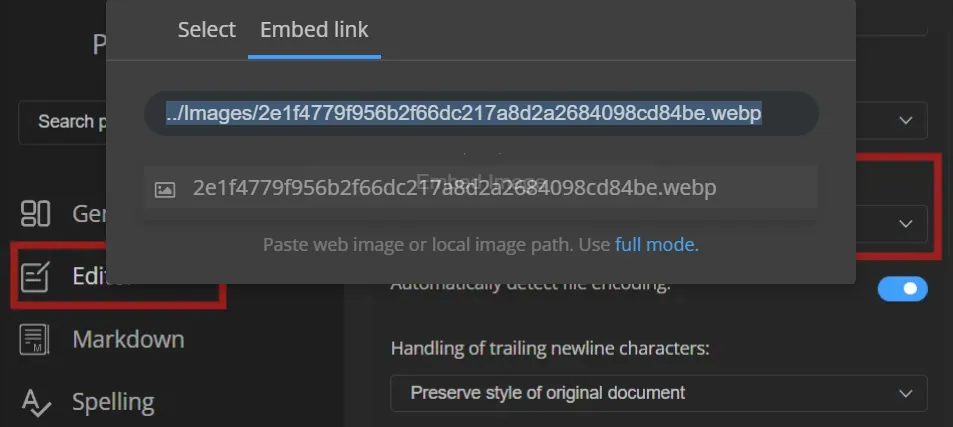 Select
Embed link
P
../Images/2e1f4779f956b2f66dc217a8d2a2684098cd84be.webp
Search p
Embed Image
2e1f4779f956b2f66dc217a8d2a2684098cd84be.webp
Gen
Paste web image or local image path. Use full mode.
Edit
Automatically detect file encoding:
Markdown
Handling of trailing newline characters:
Preserve style of original document
Spelling